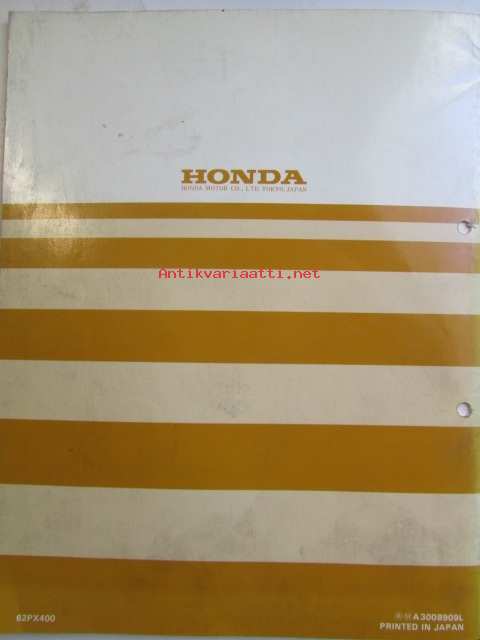 HONDA
HONDA MOTOR CO., LTD. TOKYO, JAPAN
Antikvariaatti.net
62PX400
A3008909L
PRINTED IN JAPAN